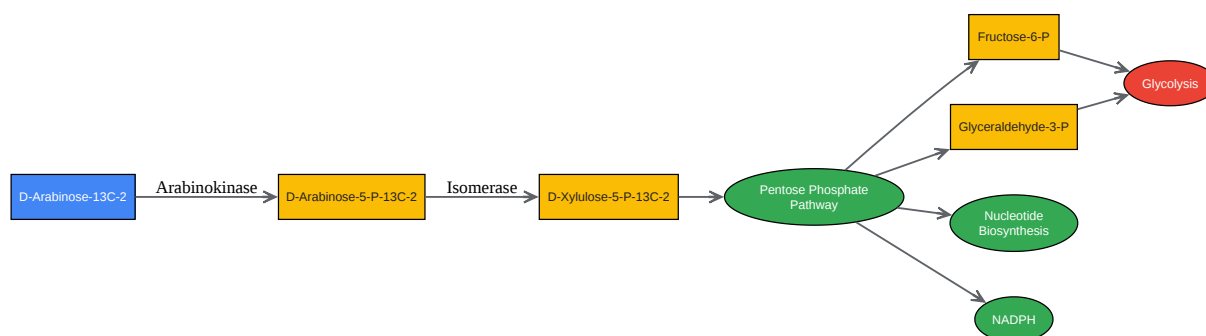 Fructose-6-P
Glycolysis
Glyceraldehyde-3-P
D-Arabinose-13C-2
Arabinokinase
D-Arabinose-5-P-13C-2
Isomerase
D-Xylulose-5-P-13C-2
Pentose Phosphate
Pathway
Nucleotide
Biosynthesis
NADPH